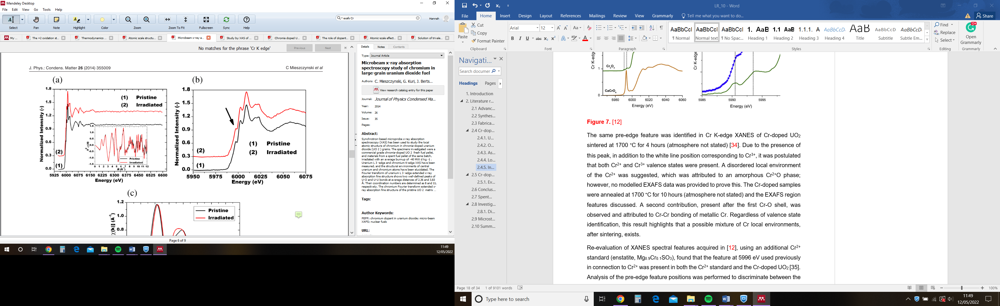 Mendeley Desktop
File Edit View Go Tools Help
exafs Cr
Hannah
Select Pan Note Highlight Color Zoom Zoom To Fit Fullscreen Sync Help
My ... The +2 oxidation st... Thermodynamics ... Atomic scale structu... Microbeam x-ray a... Study by XAS of ... Chromia doped U... The role of dopant... Atomic-scale effect... Solution of trivale...
No matches for the phrase 'Cr K edge' Previous Next
J. Phys.: Condens. Matter 26 (2014) 355009 C Mieszczynski et al
(a)
Normalized Intensity (-)
1.8
1.5
1.2
0.9
0.6
0.3
0.0
(1) Pristine
(2) Irradiated
(2)
(1)
k²·χ(k)
1.5
1.0
0.5
0.0
-0.5
-1.0
-1.5
Pristine
Irradiated
0 1 2 3 4 5 6 7 8 9 10 11 12
k(Å⁻¹)
5925 6000 6075 6150 6225 6300 6375 6450 6525 6600
Energy (eV)
(b)
Normalized Intensity (-)
1.8
1.5
1.2
0.9
0.6
0.3
0.0
(1) Pristine
(2) Irradiated
(2)
(1)
5950 5975 6000 6025 6050 6075
Energy (eV)
(c)
χ(k)] (Å⁻³)
1.2
1.0
0.8
Pristine
Irradiated
Page 6 of 9
Details Notes Contents
Type: Journal Article
Microbeam x-ray absorption
spectroscopy study of chromium in
large-grain uranium dioxide fuel
Authors: C. Mieszczynski, G. Kuri, J. Berts...
View research catalog entry for this paper
Journal: Journal of Physics Condensed Ma...
Year: 2014
Volume: 26
Issue: 35
Pages:
Abstract:
Synchrotron-based microprobe x-ray absorption
spectroscopy (XAS) has been used to study the local
atomic structure of chromium in chromia-doped uranium
dioxide (UO 2 ) grains. The specimens investigated were a
commercial grade chromia-doped UO 2 fresh fuel pellet,
and materials from a spent fuel pellet of the same batch,
irradiated with an average burnup of ~40 MW d kg -1 .
Uranium L 3 -edge and chromium K-edge XAS have been
measured, and the structural environments of central
uranium and chromium atoms have been elucidated. The
Fourier transform of uranium L 3 -edge extended x-ray
absorption fine structure shows two well-defined peaks of
U-O and U-U bonds at average distances of 2.36 and 3.83
Å. Their coordination numbers are determined as 8 and 11,
respectively. The chromium Fourier transform extended x-
ray absorption fine structure of the pristine UO 2 matrix ...
Tags:
Author Keywords:
FEFF; chromium dopant in uranium dioxide; micro-beam
XAFS; nuclear fuels
URL:
11:49
12/05/2022
LR_10 - Word
File Home Insert Design Layout References Mailings Review View Grammarly Tell me what you want to do... Share
Paste
Cut
Copy
Format Painter
Clipboard
Arial 12
Font
Paragraph
AaBbCcI AaBbCcI AaBbCcI 1. AaB 1.1 AaB 1.1.1. A AaBbCcD AaB AaBbCcD AaBbCcD
¶ Normal Normal text ¶ No Spac... Heading 1 Heading 2 Heading 3 Heading 4 Title Subtitle Subtle Em...
Styles
Find
Replace
Select
Editing
10+
Open
Grammarly
Grammarly
Navigati...
Search documer
Headings Pages
1. Introduction
2. Literature r...
2.1 Advanc...
2.2 Synthes...
2.3 Fabrica...
2.4 Cr-dop...
2.4.1. U...
2.4.2. O...
2.4.3. As...
2.4.4. Lo...
2.4.5. In...
2.5 Cr-dop...
2.5.1. Ev...
2.6 Conclus...
2.7 Spent...
2.8 Investig...
2.8.1. Di...
2.9 Microst...
2.10 Summ...
Cr K-edg
1
0
Cr₂O₃
CaCrO₄
5980 6000 6020 6040 6060
Energy (eV)
Cr K-edge
5985 5990 5995
Energy (eV)
Figure 7. [12]
The same pre-edge feature was identified in Cr K-edge XANES of Cr-doped UO₂
sintered at 1700 °C for 4 hours (atmosphere not stated) [34]. Due to the presence of
this peak, in addition to the white line position corresponding to Cr³⁺, it was postulated
that both Cr²⁺ and Cr³⁺ valence states were present. A disordered local environment
of the Cr²⁺ was suggested, which was attributed to an amorphous Cr²⁺O phase;
however, no modelled EXAFS data was provided to prove this. The Cr-doped samples
were annealed at 1700 °C for 10 hours (atmosphere not stated) and the EXAFS region
features discussed. A second contribution, present after the first Cr-O shell, was
observed and attributed to Cr-Cr bonding of metallic Cr. Regardless of valence state
identification, this result highlights that a possible mixture of Cr local environments,
after sintering, exists.
Re-evaluation of XANES spectral features acquired in [12], using an additional Cr²⁺
standard (enstatite, Mg₀.₉Cr₀.₁SO₃), found that the feature at 5996 eV used previously
in connection to Cr²⁺ was present in both the Cr²⁺ standard and the Cr-doped UO₂ [35].
Analysis of the pre-edge feature positions was performed to discriminate between the
Page 18 of 34 1 of 9101 words
100%
Type here to search
11:49
12/05/2022